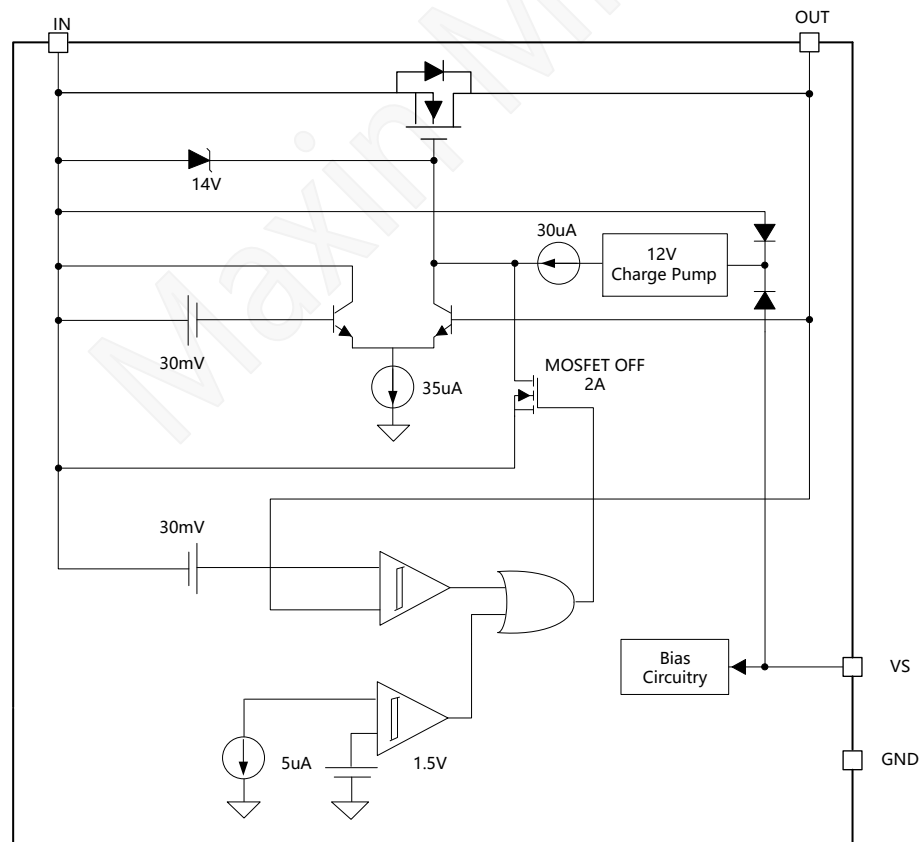 IN
OUT
14V
30uA
12V
Charge Pump
30mV
35uA
MOSFET OFF
2A
30mV
Bias
Circuitry
VS
5uA
1.5V
GND
Maxin M